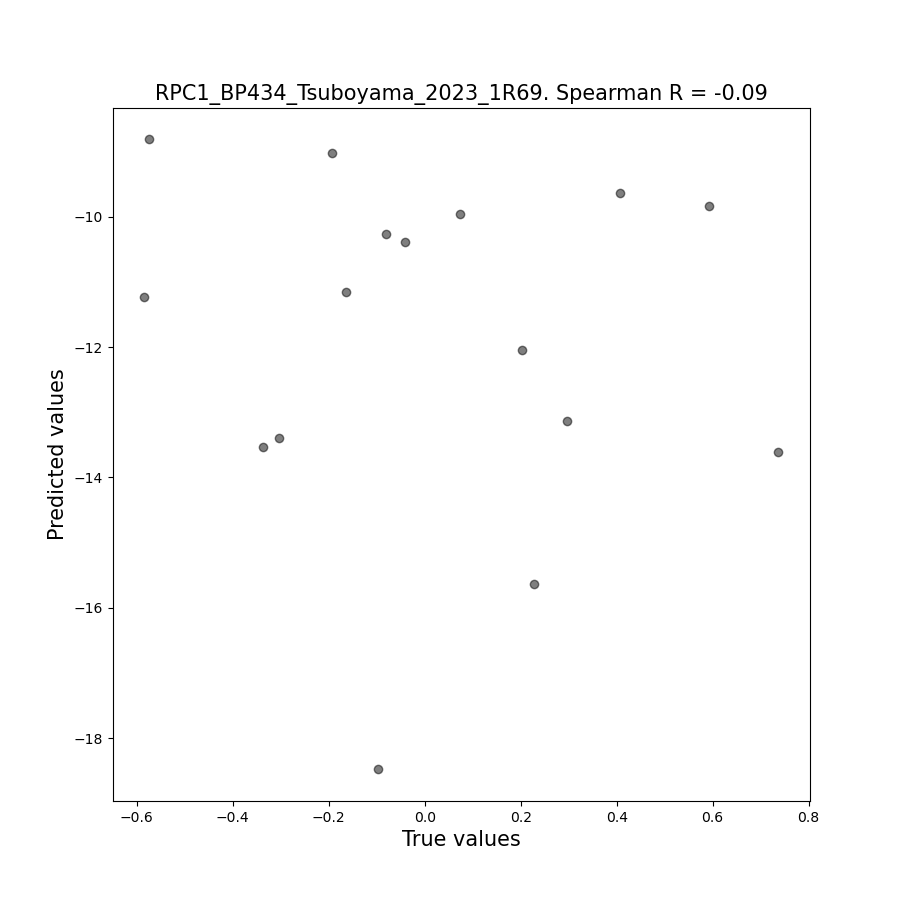 RPC1_BP434_Tsuboyama_2023_1R69. Spearman R = -0.09
Predicted values
−10
−12
−14
−16
−18
−0.6 −0.4 −0.2 0.0 0.2 0.4 0.6 0.8
True values